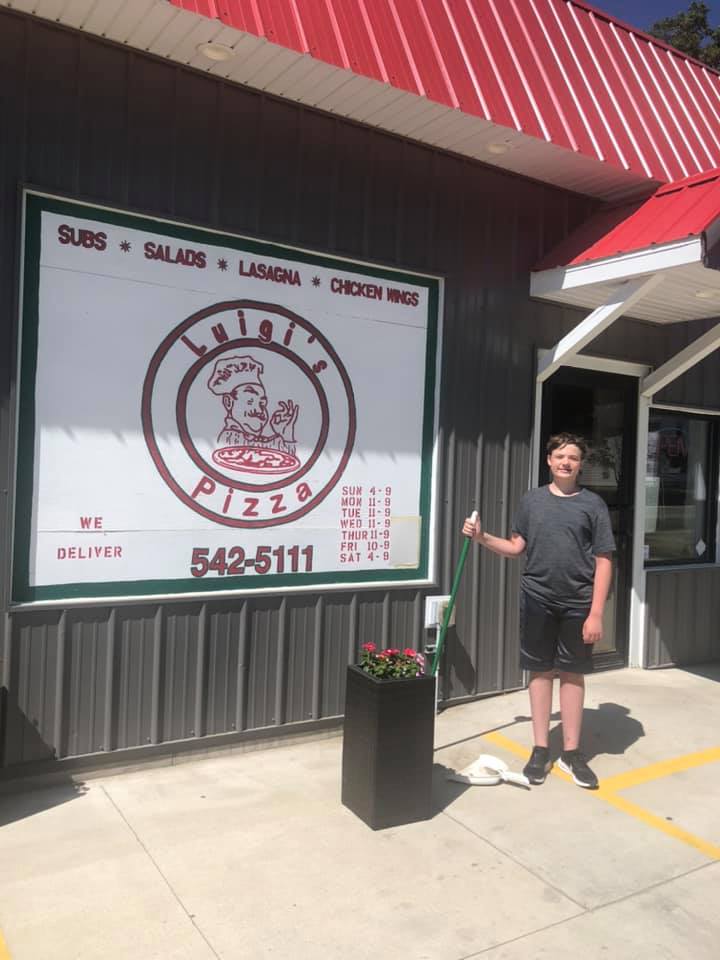 SUBS * SALADS * LASAGNA * CHICKEN WINGS
Luigi's
Pizza
WE
DELIVER
542-5111
SUN 4-9
MON 11-9
TUE 11-9
WED 11-9
THUR 11-9
FRI 10-9
SAT 4-9
OPEN